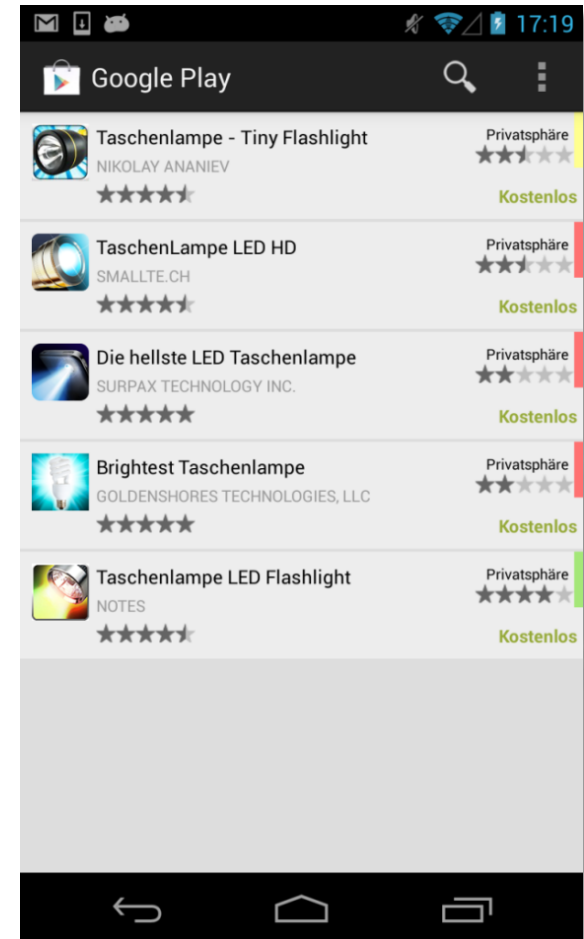 17:19
Google Play
Taschenlampe - Tiny Flashlight
Privatsphäre
NIKOLAY ANANIEV
Kostenlos
TaschenLampe LED HD
Privatsphäre
SMALLTE.CH
Kostenlos
Die hellste LED Taschenlampe
Privatsphäre
SURPAX TECHNOLOGY INC.
Kostenlos
Brightest Taschenlampe
Privatsphäre
GOLDENSHORES TECHNOLOGIES, LLC
Kostenlos
Taschenlampe LED Flashlight
Privatsphäre
NOTES
Kostenlos